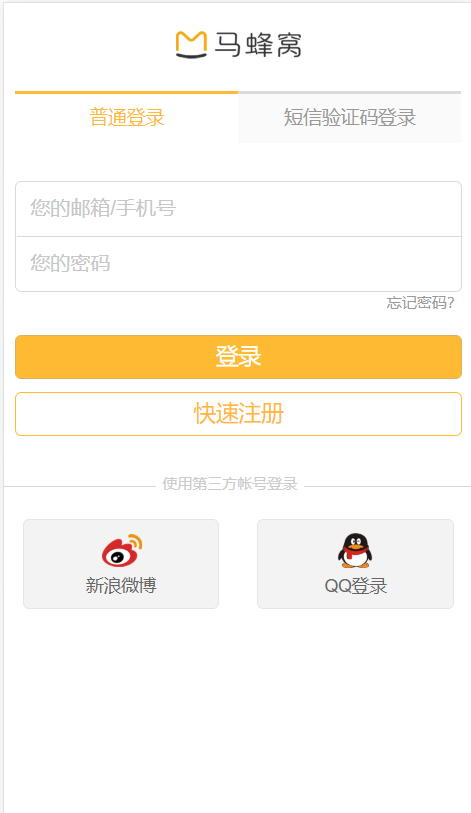 马蜂窝
普通登录
短信验证码登录
您的邮箱/手机号
您的密码
忘记密码?
登录
快速注册
使用第三方帐号登录
新浪微博
QQ登录